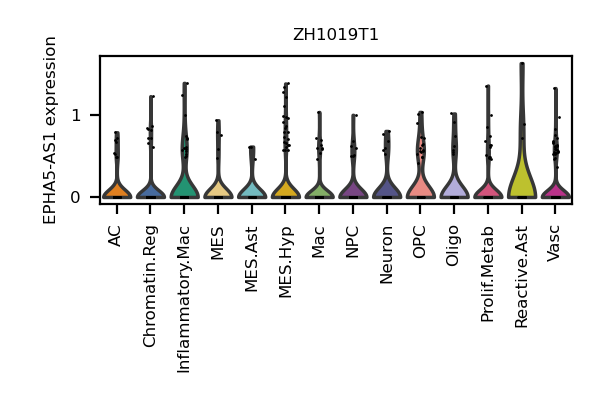 ZH1019T1
EPHA5-AS1 expression
1
0
AC
Chromatin.Reg
Inflammatory.Mac
MES
MES.Ast
MES.Hyp
Mac
NPC
Neuron
OPC
Oligo
Prolif.Metab
Reactive.Ast
Vasc